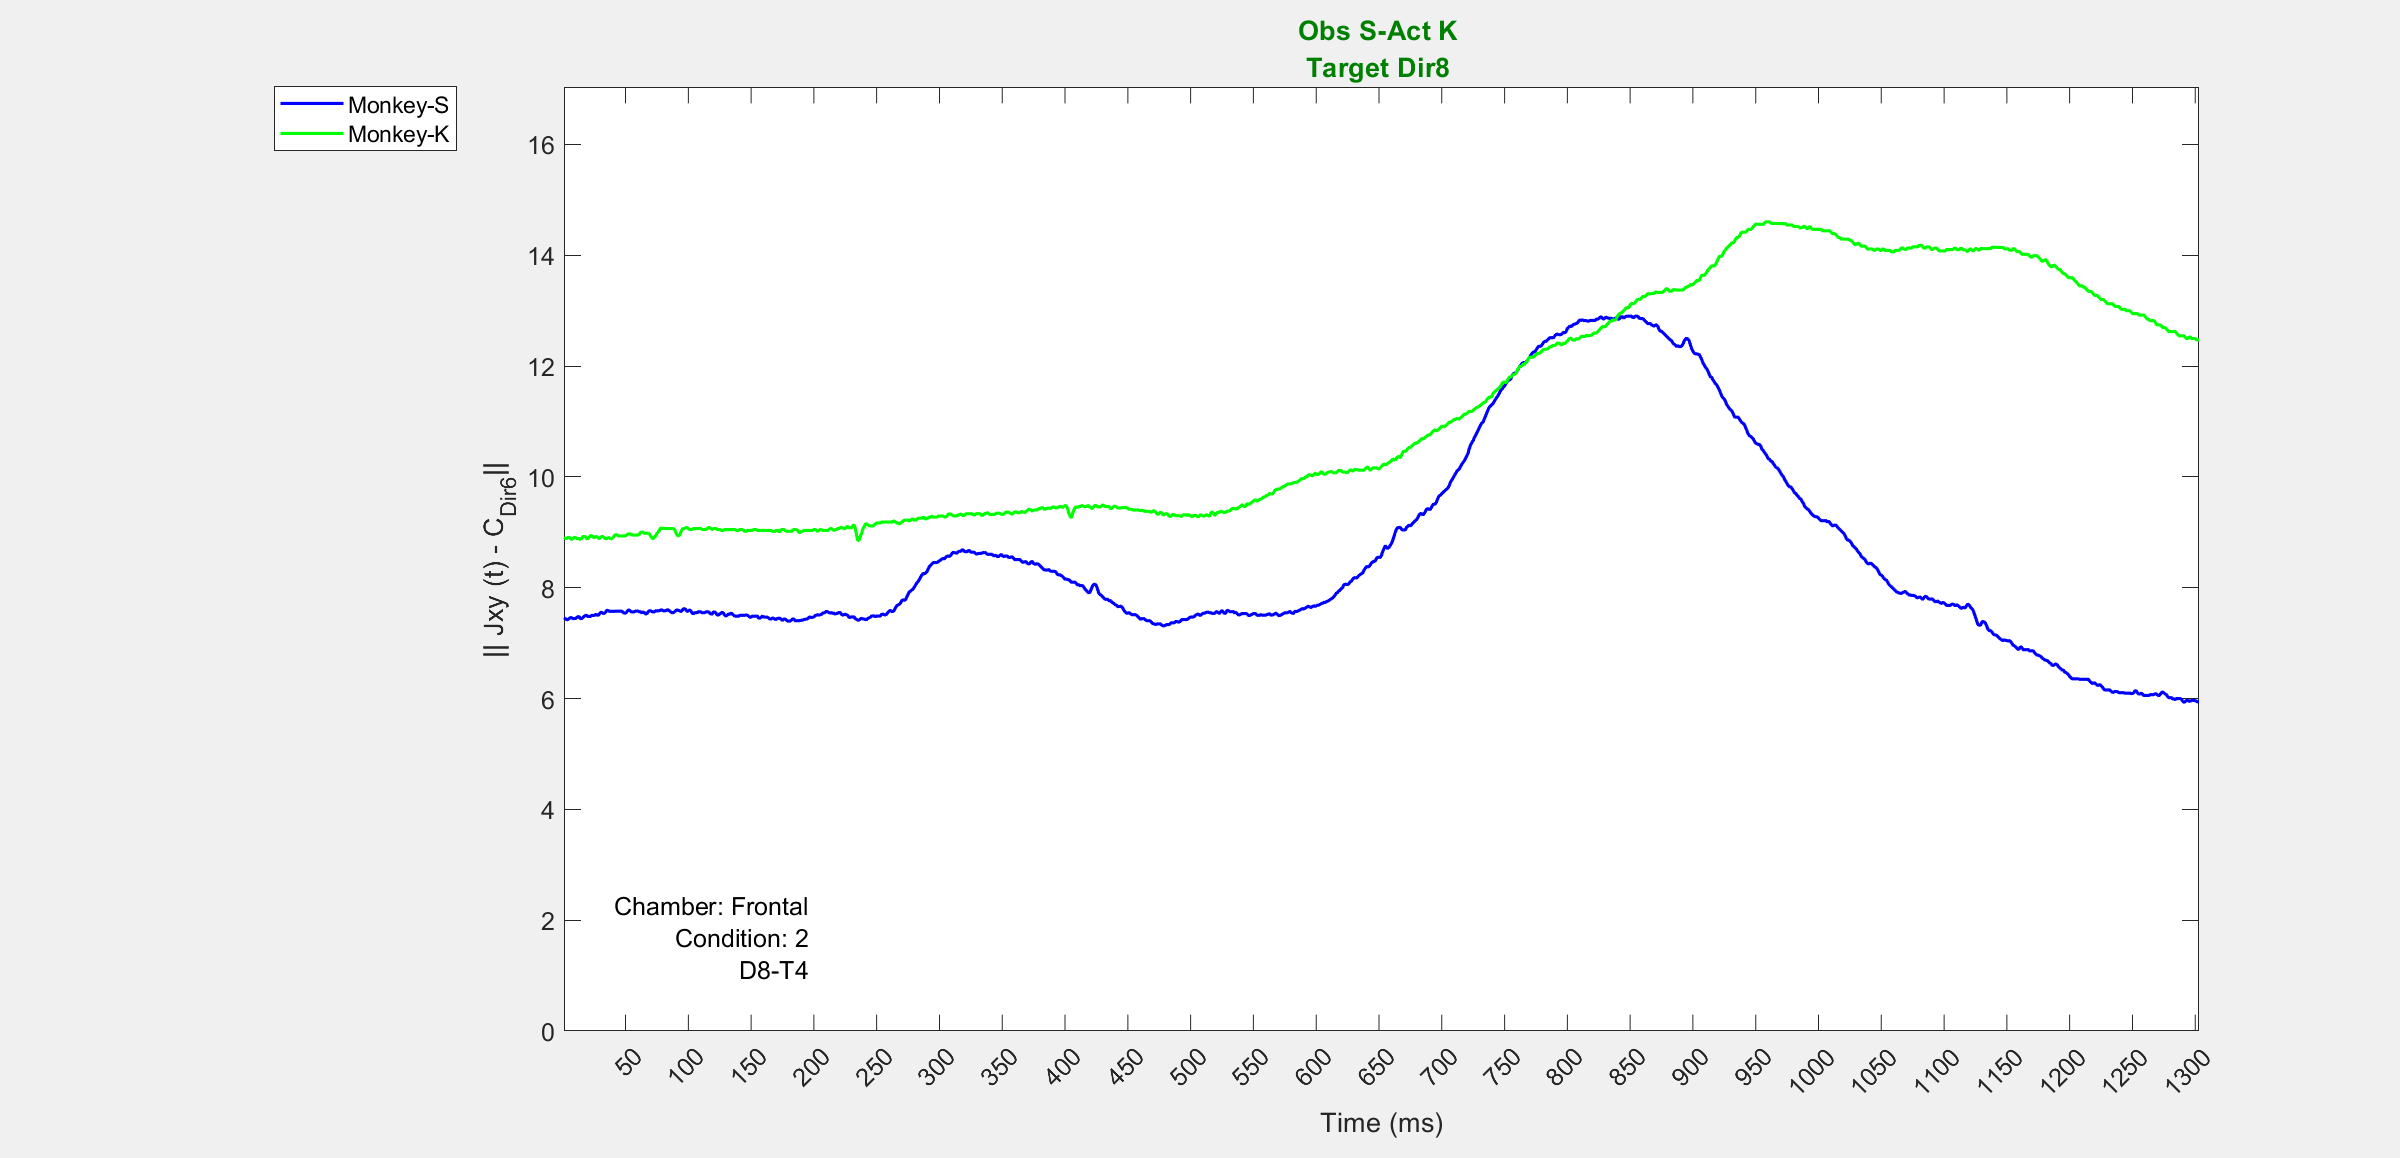 Obs S-Act K
Target Dir8
Monkey-S
Monkey-K
16
14
12
10
8
6
4
2
0
|| Jxy (t) - C_Dir6||
Chamber: Frontal
Condition: 2
D8-T4
50 100 150 200 250 300 350 400 450 500 550 600 650 700 750 800 850 900 950 1000 1050 1100 1150 1200 1250 1300
Time (ms)